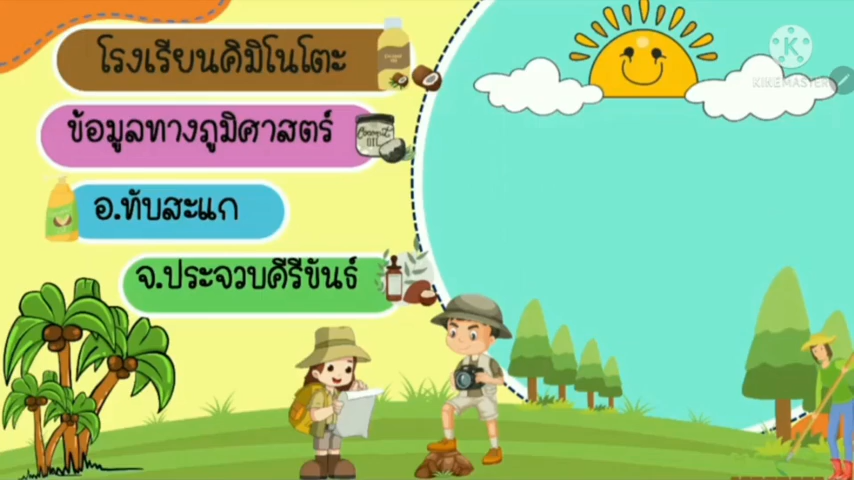 โรงเรียนคิมิโนโตะ
ข้อมูลทางภูมิศาสตร์
อ.ทับสะแก
จ.ประจวบคีรีขันธ์
Coconut
OIL
K
KINEMASTER